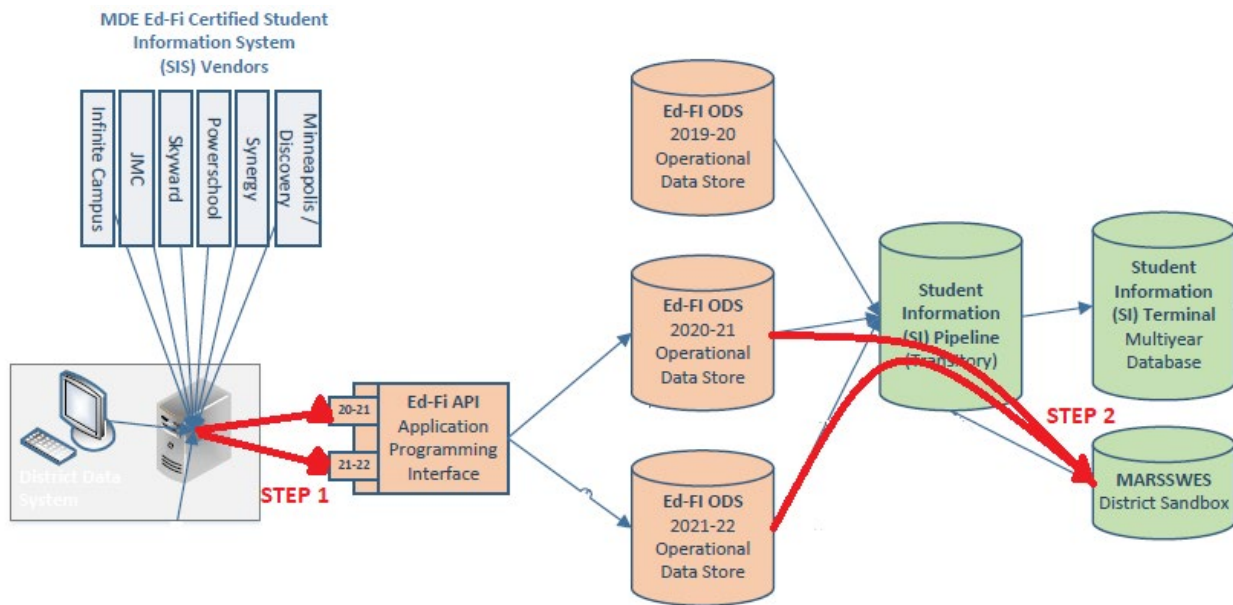 MDE Ed-Fi Certified Student
Information System
(SIS) Vendors
Infinite Campus
JMC
Skyward
Powerschool
Synergy
Minneapolis /
Discovery
District Data
System
STEP 1
20-21
21-22
Ed-Fi API
Application
Programming
Interface
Ed-FI ODS
2019-20
Operational
Data Store
Ed-FI ODS
2020-21
Operational
Data Store
Ed-FI ODS
2021-22
Operational
Data Store
Student
Information
(SI) Pipeline
(Transitory)
Student
Information
(SI) Terminal
Multiyear
Database
STEP 2
MARSSWES
District Sandbox